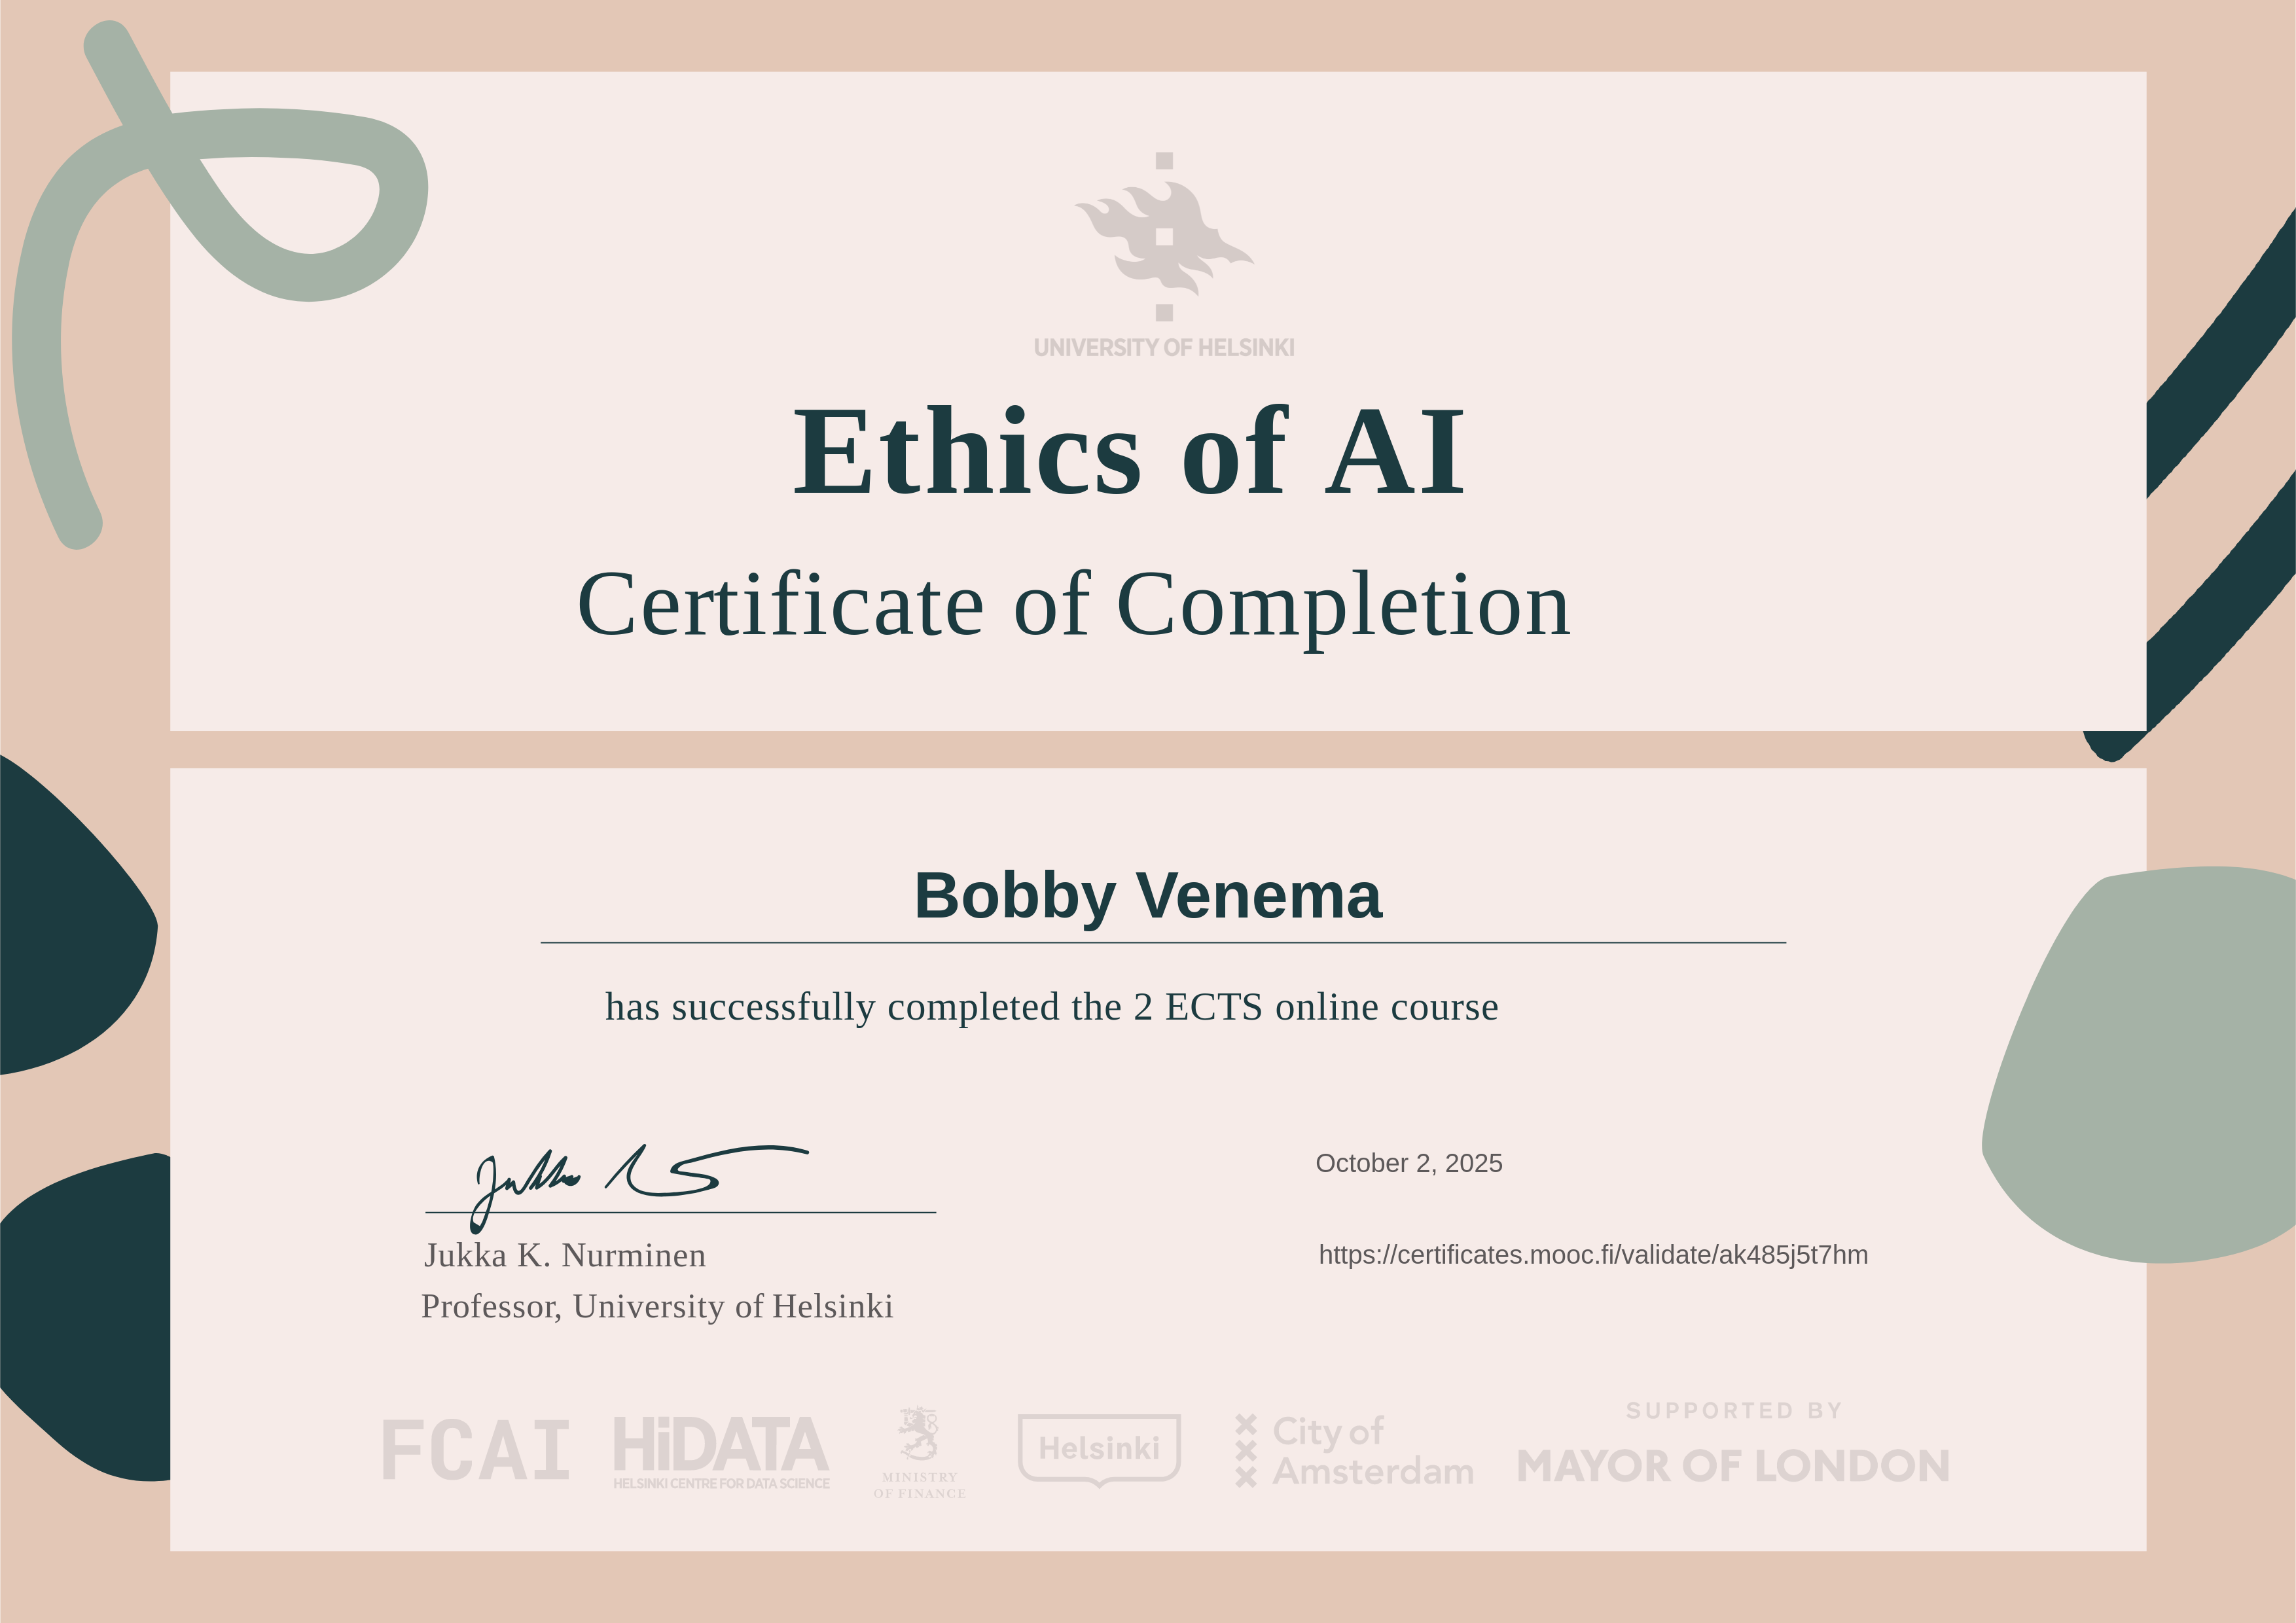 UNIVERSITY OF HELSINKI
Ethics of AI
Certificate of Completion
Bobby Venema
has successfully completed the 2 ECTS online course
Jukka K. Nurminen
Professor, University of Helsinki
October 2, 2025
https://certificates.mooc.fi/validate/ak485j5t7hm
FCAI
HiDATA
HELSINKI CENTRE FOR DATA SCIENCE
MINISTRY
OF FINANCE
Helsinki
City of
Amsterdam
SUPPORTED BY
MAYOR OF LONDON